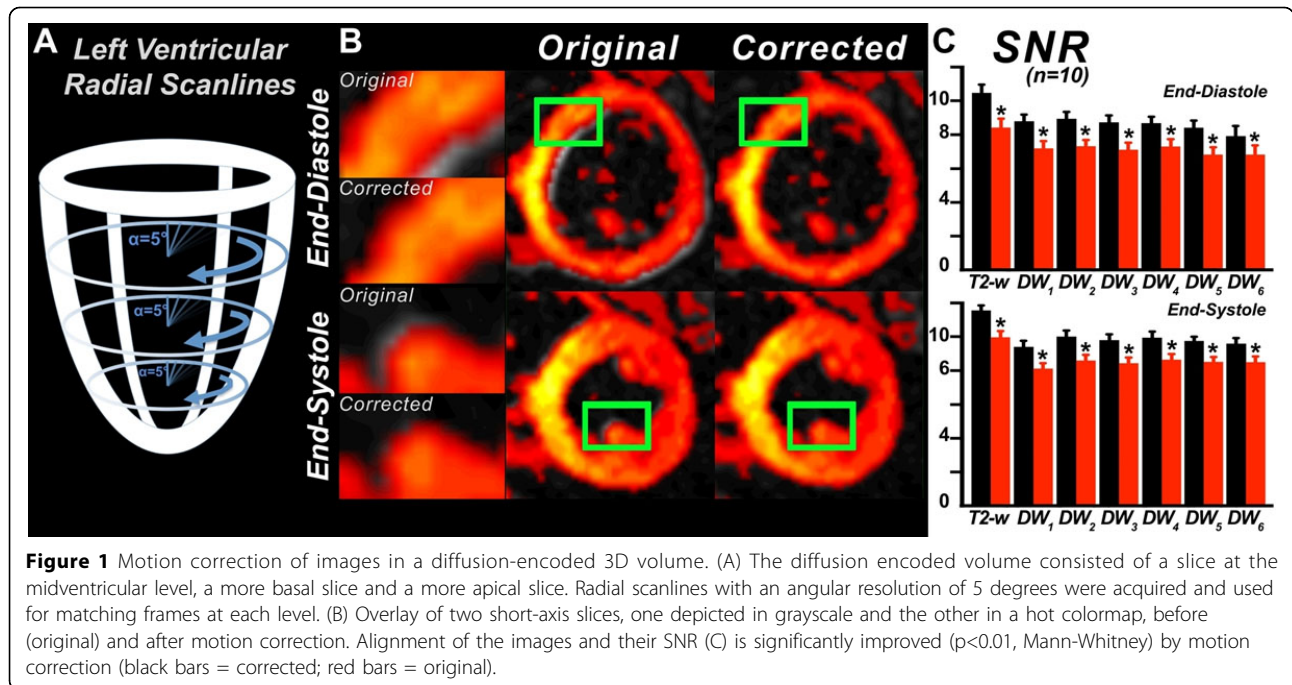 A
Left Ventricular
Radial Scanlines
α=5°
α=5°
α=5°
B
Original
Corrected
End-Diastole
Original
Corrected
End-Systole
Original
Corrected
C
SNR
(n=10)
End-Diastole
10
8
4
0
* * * * * * *
T2-w DW1 DW2 DW3 DW4 DW5 DW6
End-Systole
10
6
4
0
* * * * * * *
T2-w DW1 DW2 DW3 DW4 DW5 DW6
Figure 1 Motion correction of images in a diffusion-encoded 3D volume. (A) The diffusion encoded volume consisted of a slice at the
midventricular level, a more basal slice and a more apical slice. Radial scanlines with an angular resolution of 5 degrees were acquired and used
for matching frames at each level. (B) Overlay of two short-axis slices, one depicted in grayscale and the other in a hot colormap, before
(original) and after motion correction. Alignment of the images and their SNR (C) is significantly improved (p<0.01, Mann-Whitney) by motion
correction (black bars = corrected; red bars = original).